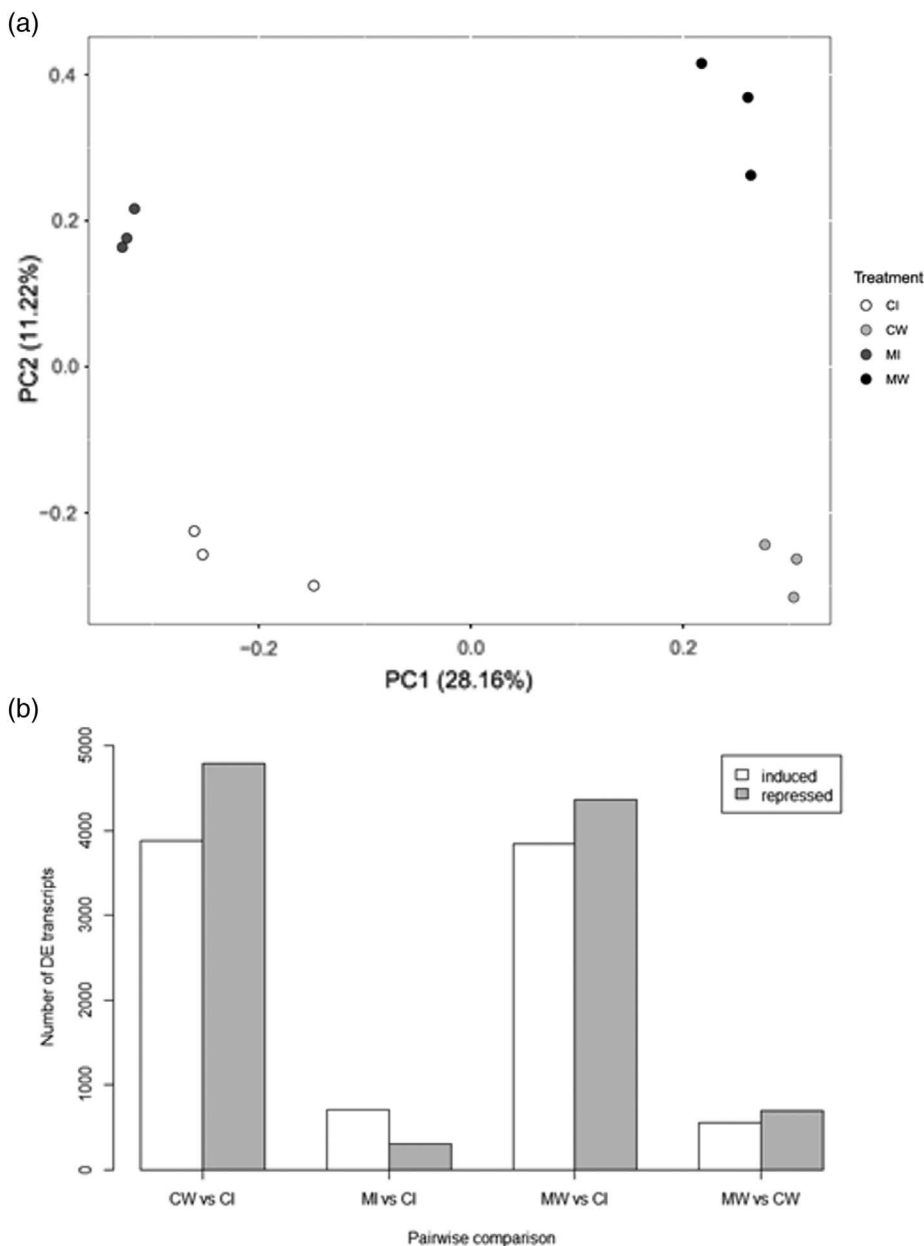 (a)
0,4
0.2
0.0
−0.2
PC2 (11.22%)
−0.2
0.0
0.2
PC1 (28.16%)
Treatment
CI
CW
MI
MW
(b)
5000
4000
3000
2000
1000
0
Number of DE transcripts
induced
repressed
CW vs CI
MI vs CI
MW vs CI
MW vs CW
Pairwise comparison